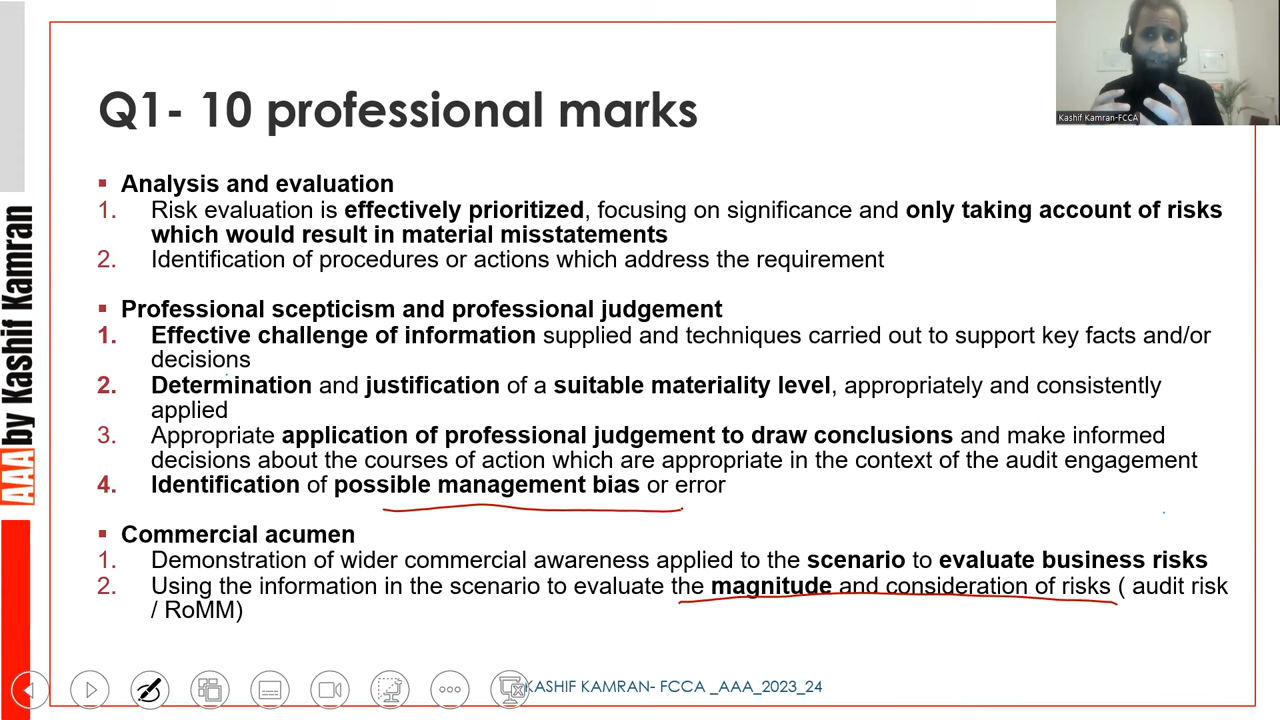 Q1- 10 professional marks
Kashif Kamran-FCCA
Analysis and evaluation
1. Risk evaluation is effectively prioritized, focusing on significance and only taking account of risks
which would result in material misstatements
2. Identification of procedures or actions which address the requirement
Professional scepticism and professional judgement
1. Effective challenge of information supplied and techniques carried out to support key facts and/or
decisions
2. Determination and justification of a suitable materiality level, appropriately and consistently
applied
3. Appropriate application of professional judgement to draw conclusions and make informed
decisions about the courses of action which are appropriate in the context of the audit engagement
4. Identification of possible management bias or error
Commercial acumen
1. Demonstration of wider commercial awareness applied to the scenario to evaluate business risks
2. Using the information in the scenario to evaluate the magnitude and consideration of risks ( audit risk
/ RoMM)
AAA by Kashif Kamran
KASHIF KAMRAN- FCCA _AAA_2023_24